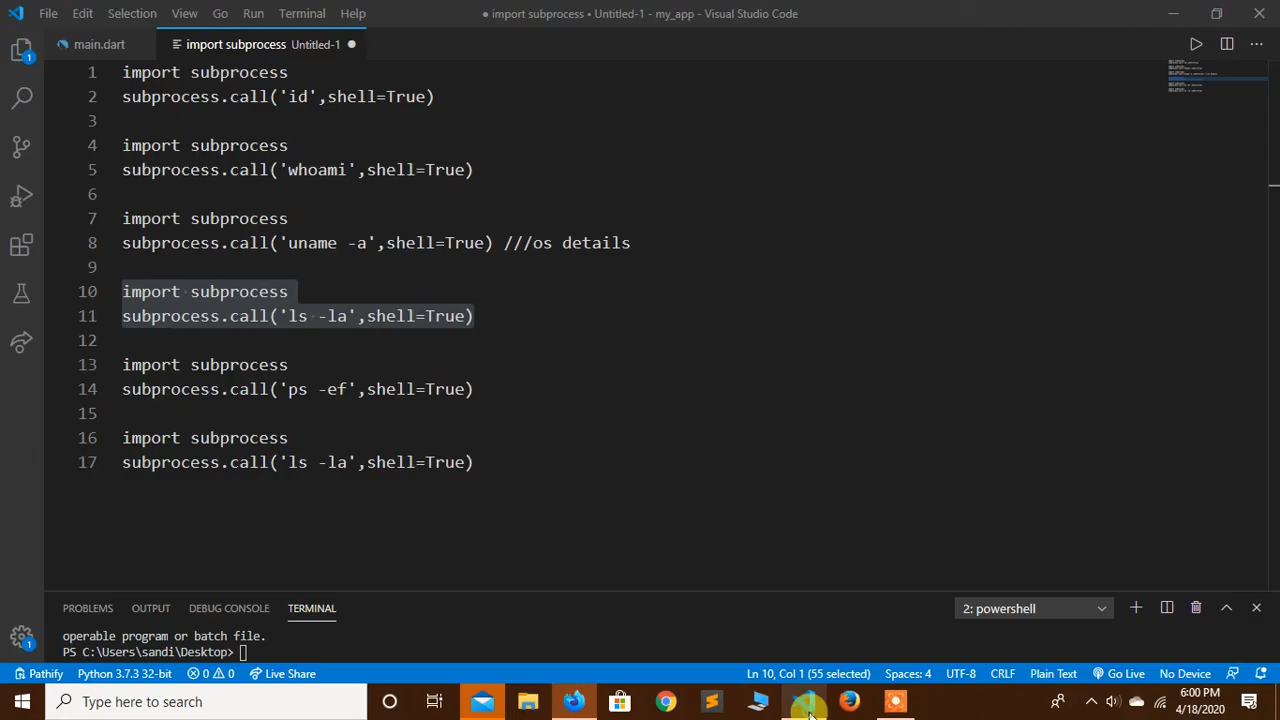 File Edit Selection View Go Run Terminal Help
● import subprocess • Untitled-1 - my_app - Visual Studio Code
main.dart
import subprocess Untitled-1 ●
1 import subprocess
2 subprocess.call('id',shell=True)
3
4 import subprocess
5 subprocess.call('whoami',shell=True)
6
7 import subprocess
8 subprocess.call('uname -a',shell=True) ///os details
9
10 import subprocess
11 subprocess.call('ls -la',shell=True)
12
13 import subprocess
14 subprocess.call('ps -ef',shell=True)
15
16 import subprocess
17 subprocess.call('ls -la',shell=True)
1
1
PROBLEMS OUTPUT DEBUG CONSOLE TERMINAL
2: powershell
operable program or batch file.
PS C:\Users\sandi\Desktop>
Pathify Python 3.7.3 32-bit 0 0 Live Share
Ln 10, Col 1 (55 selected) Spaces: 4 UTF-8 CRLF Plain Text Go Live No Device
Type here to search
6:00 PM
4/18/2020